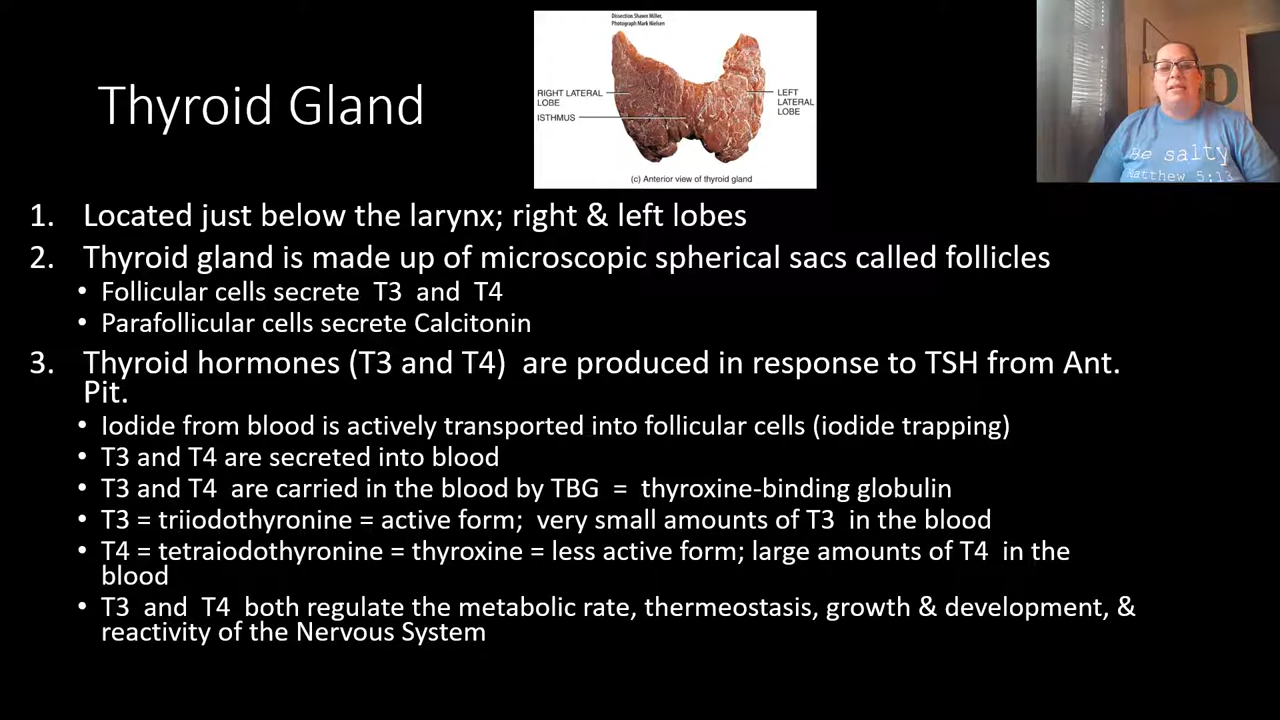 Dissection Shawn Miller,
Photograph Mark Nielsen
RIGHT LATERAL
LOBE
ISTHMUS
LEFT
LATERAL
LOBE
(c) Anterior view of thyroid gland
Be salty
Matthew 5:13
Thyroid Gland
1. Located just below the larynx; right & left lobes
2. Thyroid gland is made up of microscopic spherical sacs called follicles
• Follicular cells secrete T3 and T4
• Parafollicular cells secrete Calcitonin
3. Thyroid hormones (T3 and T4) are produced in response to TSH from Ant.
Pit.
• Iodide from blood is actively transported into follicular cells (iodide trapping)
• T3 and T4 are secreted into blood
• T3 and T4 are carried in the blood by TBG = thyroxine-binding globulin
• T3 = triiodothyronine = active form; very small amounts of T3 in the blood
• T4 = tetraiodothyronine = thyroxine = less active form; large amounts of T4 in the
blood
• T3 and T4 both regulate the metabolic rate, thermeostasis, growth & development, &
reactivity of the Nervous System